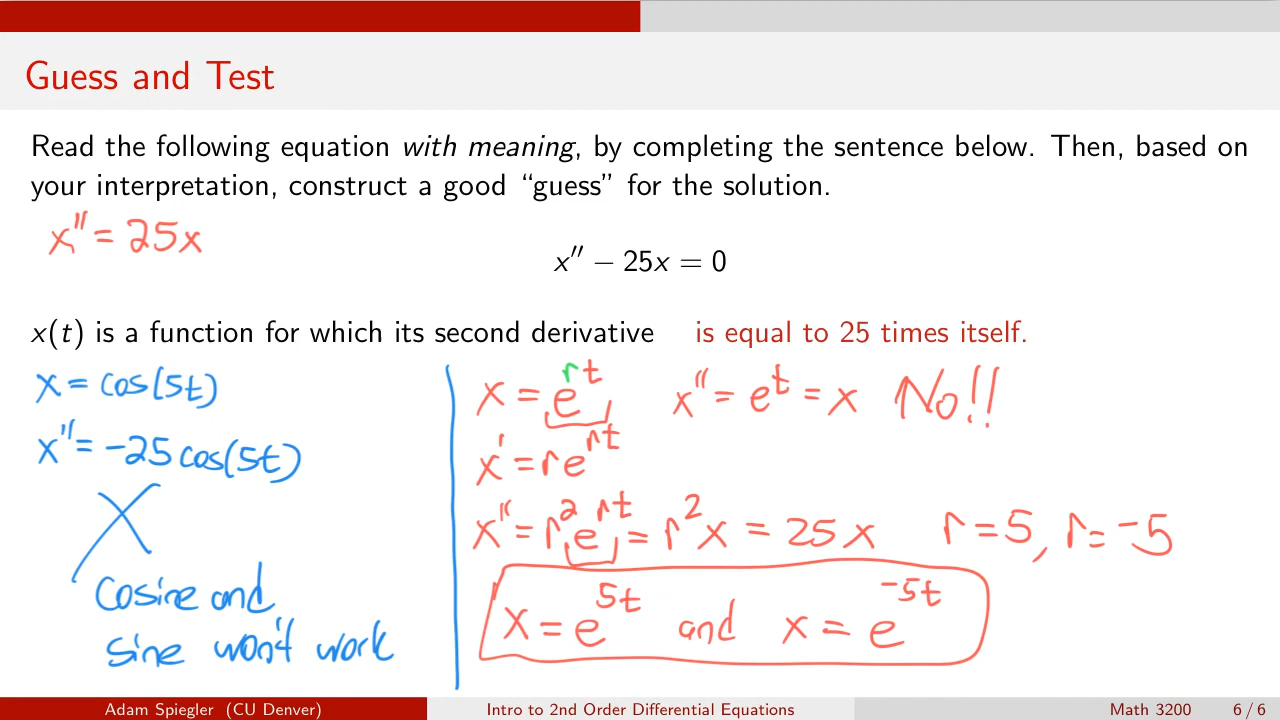 Guess and Test
Read the following equation with meaning, by completing the sentence below. Then, based on
your interpretation, construct a good “guess” for the solution.
x'' = 25x
x′′ − 25x = 0
x(t) is a function for which its second derivative is equal to 25 times itself.
x = cos(5t)
x'' = -25 cos(5t)
X
Cosine and
sine won't work
x = e^rt x'' = e^t = x No!!
x' = re^rt
x'' = r^2 e^rt = r^2 x = 25x r = 5, r = -5
x = e^5t and x = e^-5t
Adam Spiegler (CU Denver) Intro to 2nd Order Differential Equations Math 3200 6 / 6